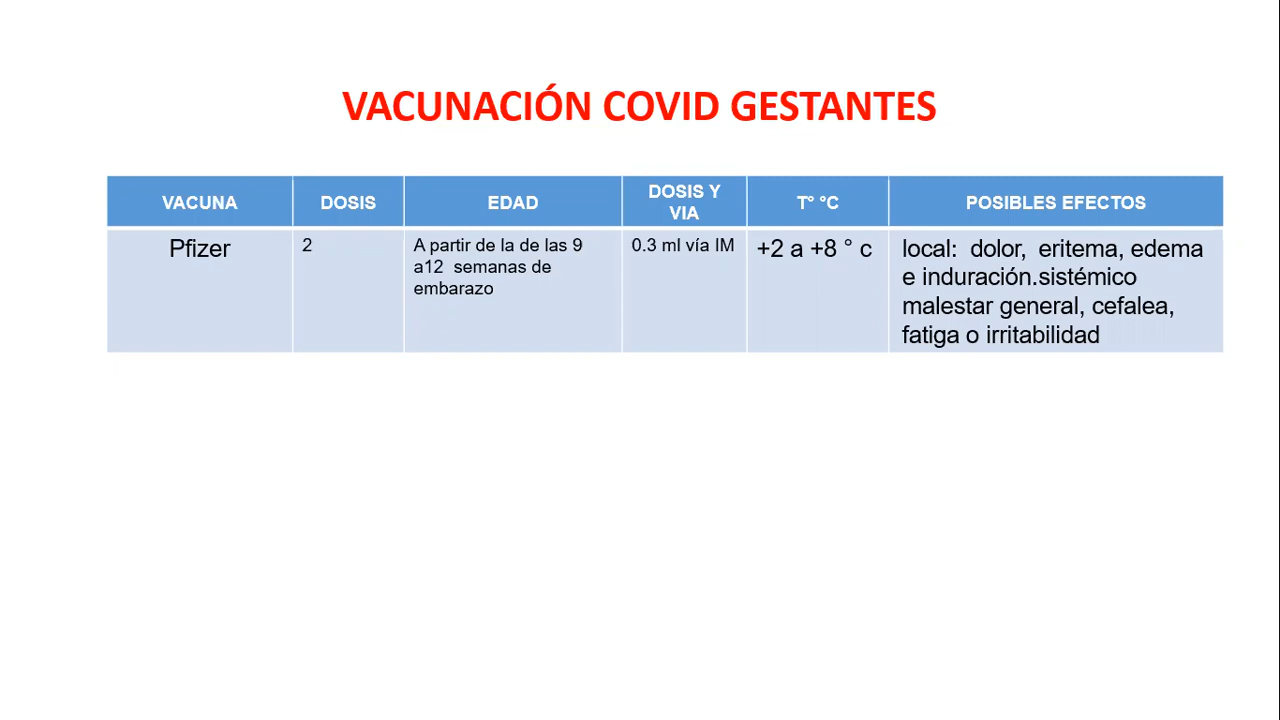 VACUNACIÓN COVID GESTANTES
VACUNA
DOSIS
EDAD
DOSIS Y
VIA
T° °C
POSIBLES EFECTOS
Pfizer
2
A partir de la de las 9
a12 semanas de
embarazo
0.3 ml vía IM
+2 a +8 ° c
local: dolor, eritema, edema
e induración.sistémico
malestar general, cefalea,
fatiga o irritabilidad